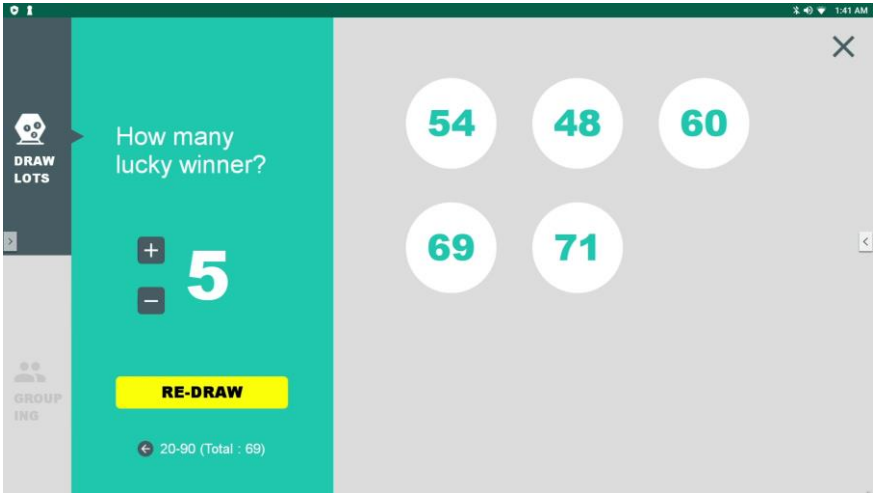 1:41 AM
DRAW
LOTS
How many
lucky winner?
5
RE-DRAW
20-90 (Total : 69)
GROUP
ING
54 48 60
69 71